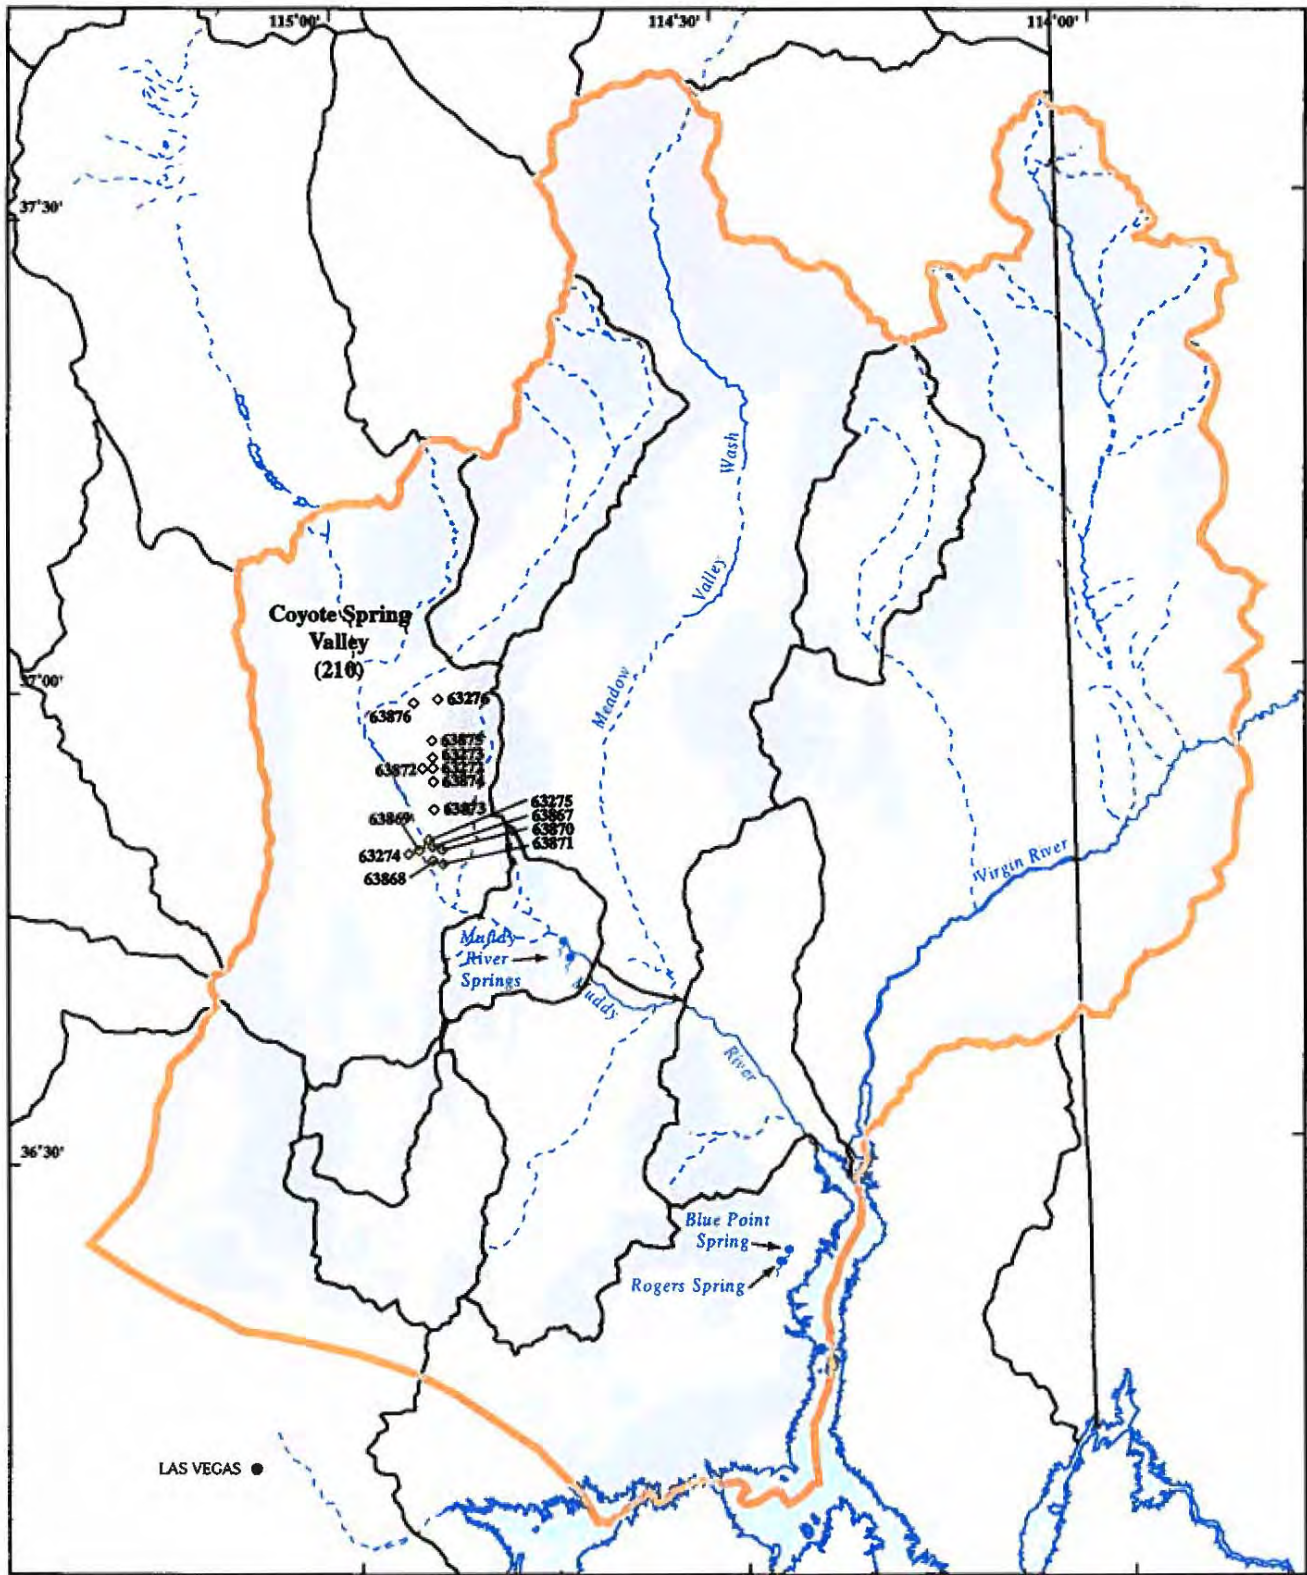 115°00'
114°30'
114°00'
37°30'
Wash
Valley
Coyote Spring
Valley
(210)
37°00'
Meadow
63276
63876
63875
63273
63872
63272
63874
63873
63275
63867
63869
63870
63871
63274
63868
Virgin River
Muddy
River
Springs
Muddy
River
36°30'
Blue Point
Spring
Rogers Spring
LAS VEGAS